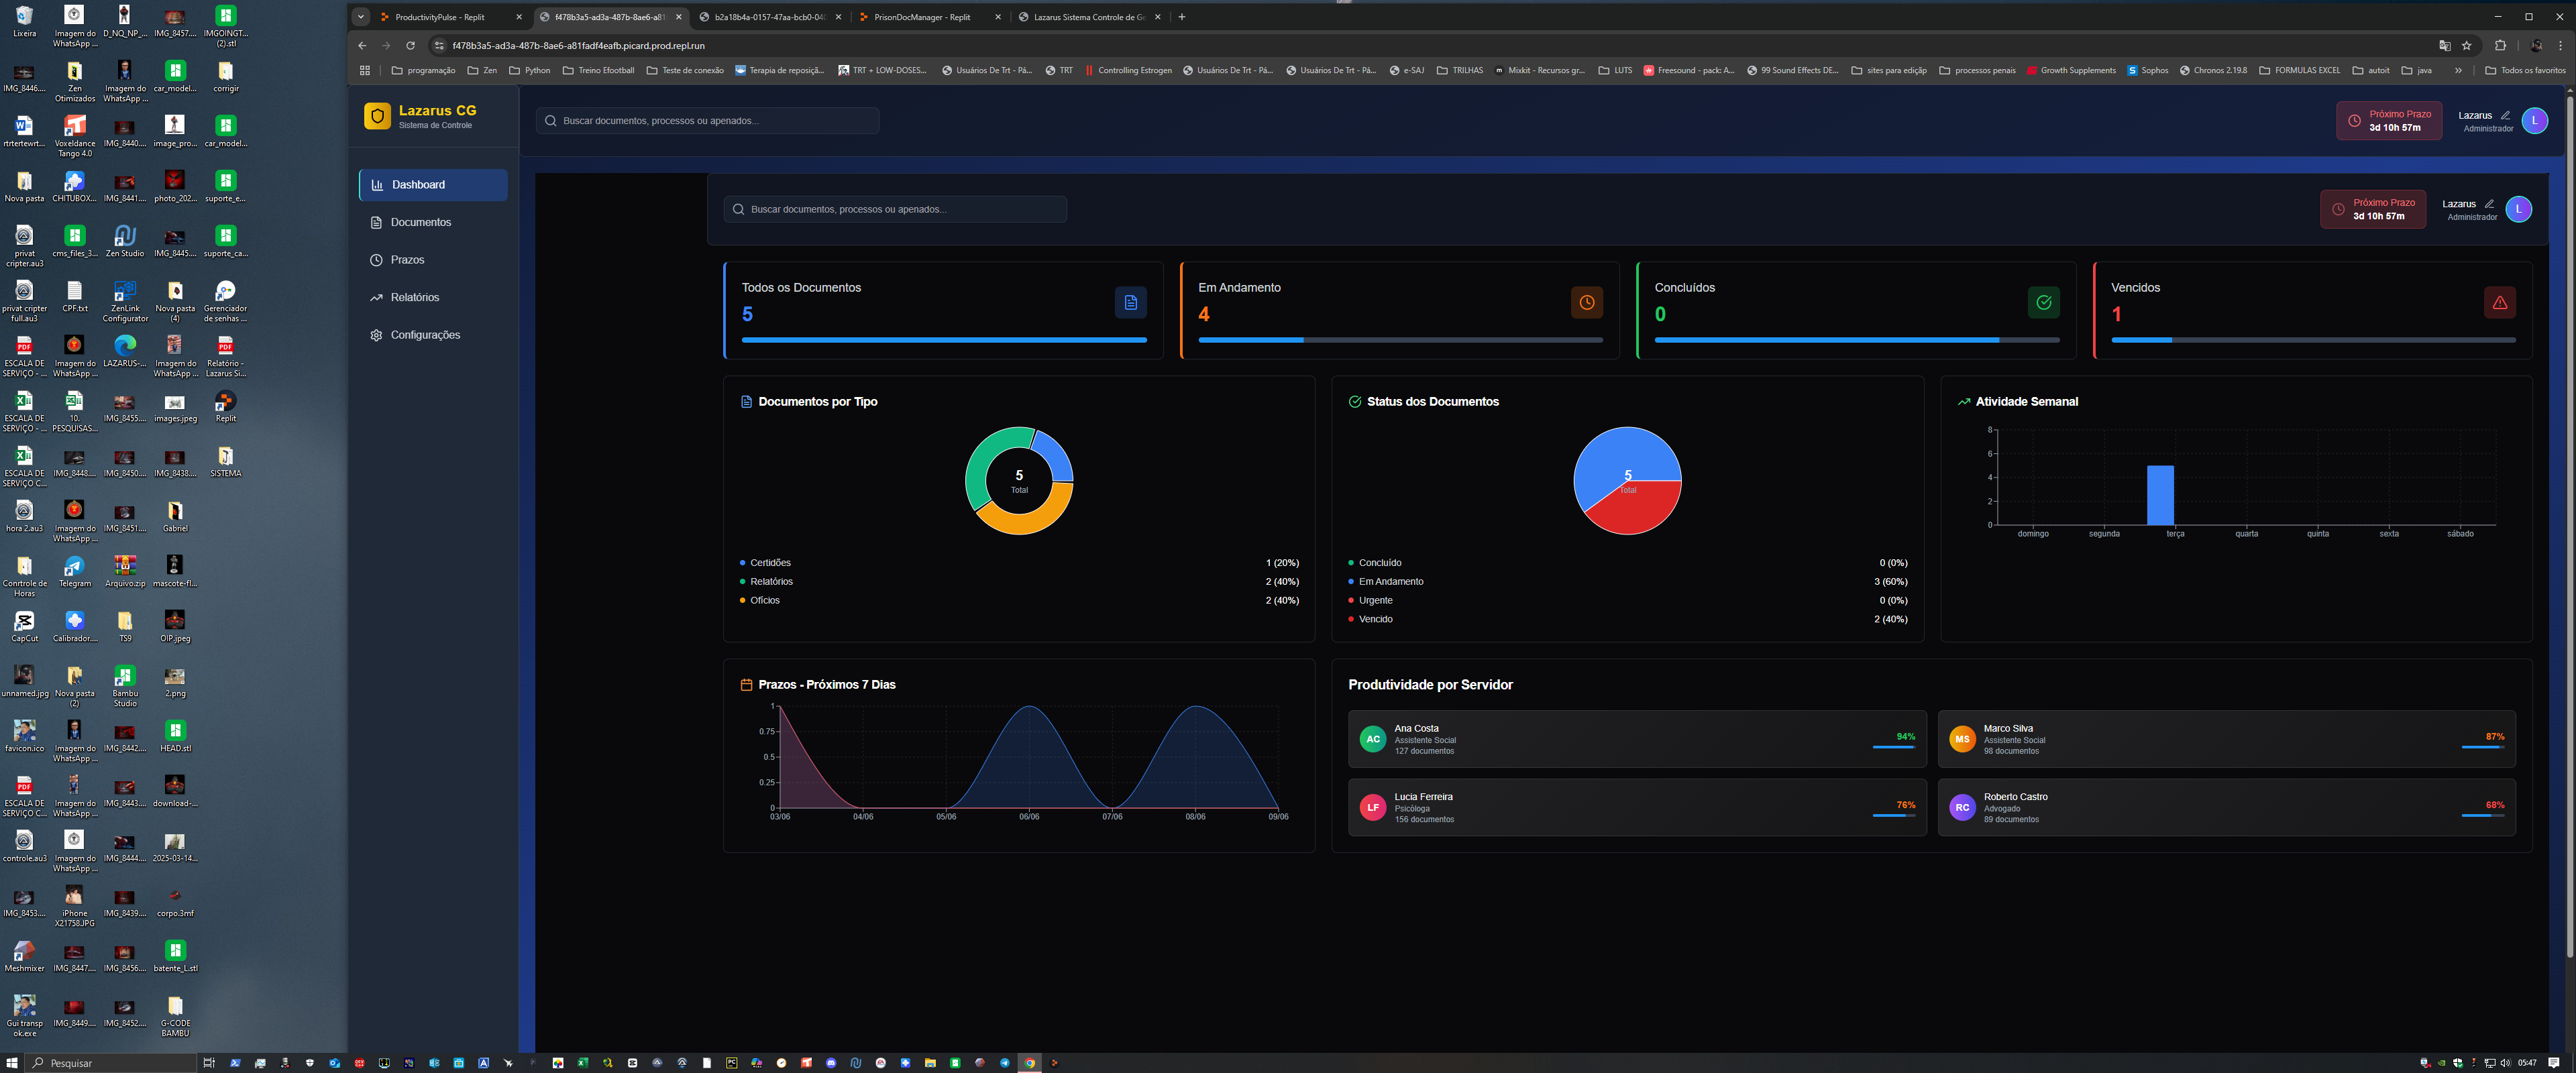 Lixeira
Imagem do WhatsApp ...
D_NQ_NP_...
IMG_8457....
IMGOINGT... (2).stl
IMG_8446....
Zen Otimizados
Imagem do WhatsApp ...
car_model...
corrigir
rtrtertewrt...
Voxeldance Tango 4.0
IMG_8440....
image_pro...
car_model...
Nova pasta
CHITUBOX...
IMG_8441....
photo_202...
suporte_e...
privat cripter.au3
cms_files_3...
Zen Studio
IMG_8445....
suporte_ca...
privat cripter full.au3
CPF.txt
ZenLink Configurator
Nova pasta (4)
Gerenciador de senhas ...
ESCALA DE SERVIÇO - ...
Imagem do WhatsApp ...
LAZARUS-...
Imagem do WhatsApp ...
Relatório - Lazarus Si...
ESCALA DE SERVIÇO - ...
10. PESQUISAS...
IMG_8455....
images.jpeg
Replit
ESCALA DE SERVIÇO C...
IMG_8448....
IMG_8450....
IMG_8438....
SISTEMA
hora 2.au3
Imagem do WhatsApp ...
IMG_8451....
Gabriel
Conrtrole de Horas
Telegram
Arquivo.zip
mascote-fl...
CapCut
Calibrador....
TS9
OIP.jpeg
unnamed.jpg
Nova pasta (2)
Bambu Studio
2.png
favicon.ico
Imagem do WhatsApp ...
IMG_8442....
HEAD.stl
ESCALA DE SERVIÇO C...
Imagem do WhatsApp ...
IMG_8443....
download-...
controle.au3
Imagem do WhatsApp ...
IMG_8444....
2025-03-14...
IMG_8453....
iPhone X21758.JPG
IMG_8439....
corpo.3mf
Meshmixer
IMG_8447....
IMG_8456....
batente_L.stl
Gui transp ok.exe
IMG_8449....
IMG_8452....
G-CODE BAMBU
ProductivityPulse - Replit
f478b3a5-ad3a-487b-8ae6-a81
b2a18b4a-0157-47aa-bcb0-04
PrisonDocManager - Replit
Lazarus Sistema Controle de Ge
f478b3a5-ad3a-487b-8ae6-a81fadf4eafb.picard.prod.repl.run
programação
Zen
Python
Treino Efootball
Teste de conexão
Terapia de reposiçã...
TRT + LOW-DOSES...
Usuários De Trt - Pá...
TRT
Controlling Estrogen
Usuários De Trt - Pá...
Usuários De Trt - Pá...
e-SAJ
TRILHAS
Mixkit - Recursos gr...
LUTS
Freesound - pack: A...
99 Sound Effects DE...
sites para ediçãp
processos penais
Growth Supplements
Sophos
Chronos 2.19.8
FORMULAS EXCEL
autoit
java
Todos os favoritos
Lazarus CG
Sistema de Controle
Dashboard
Documentos
Prazos
Relatórios
Configurações
Buscar documentos, processos ou apenados...
Próximo Prazo
3d 10h 57m
Lazarus
Administrador
L
Buscar documentos, processos ou apenados...
Próximo Prazo
3d 10h 57m
Lazarus
Administrador
L
Todos os Documentos
5
Em Andamento
4
Concluídos
0
Vencidos
1
Documentos por Tipo
5
Total
Certidões 1 (20%)
Relatórios 2 (40%)
Ofícios 2 (40%)
Status dos Documentos
5
Total
Concluído 0 (0%)
Em Andamento 3 (60%)
Urgente 0 (0%)
Vencido 2 (40%)
Atividade Semanal
8
6
4
2
0
domingo segunda terça quarta quinta sexta sábado
Prazos - Próximos 7 Dias
1
0.75
0.5
0.25
0
03/06 04/06 05/06 06/06 07/06 08/06 09/06
Produtividade por Servidor
AC
Ana Costa
Assistente Social
127 documentos
94%
MS
Marco Silva
Assistente Social
98 documentos
87%
LF
Lucia Ferreira
Psicóloga
156 documentos
76%
RC
Roberto Castro
Advogado
89 documentos
68%
Pesquisar
05:47